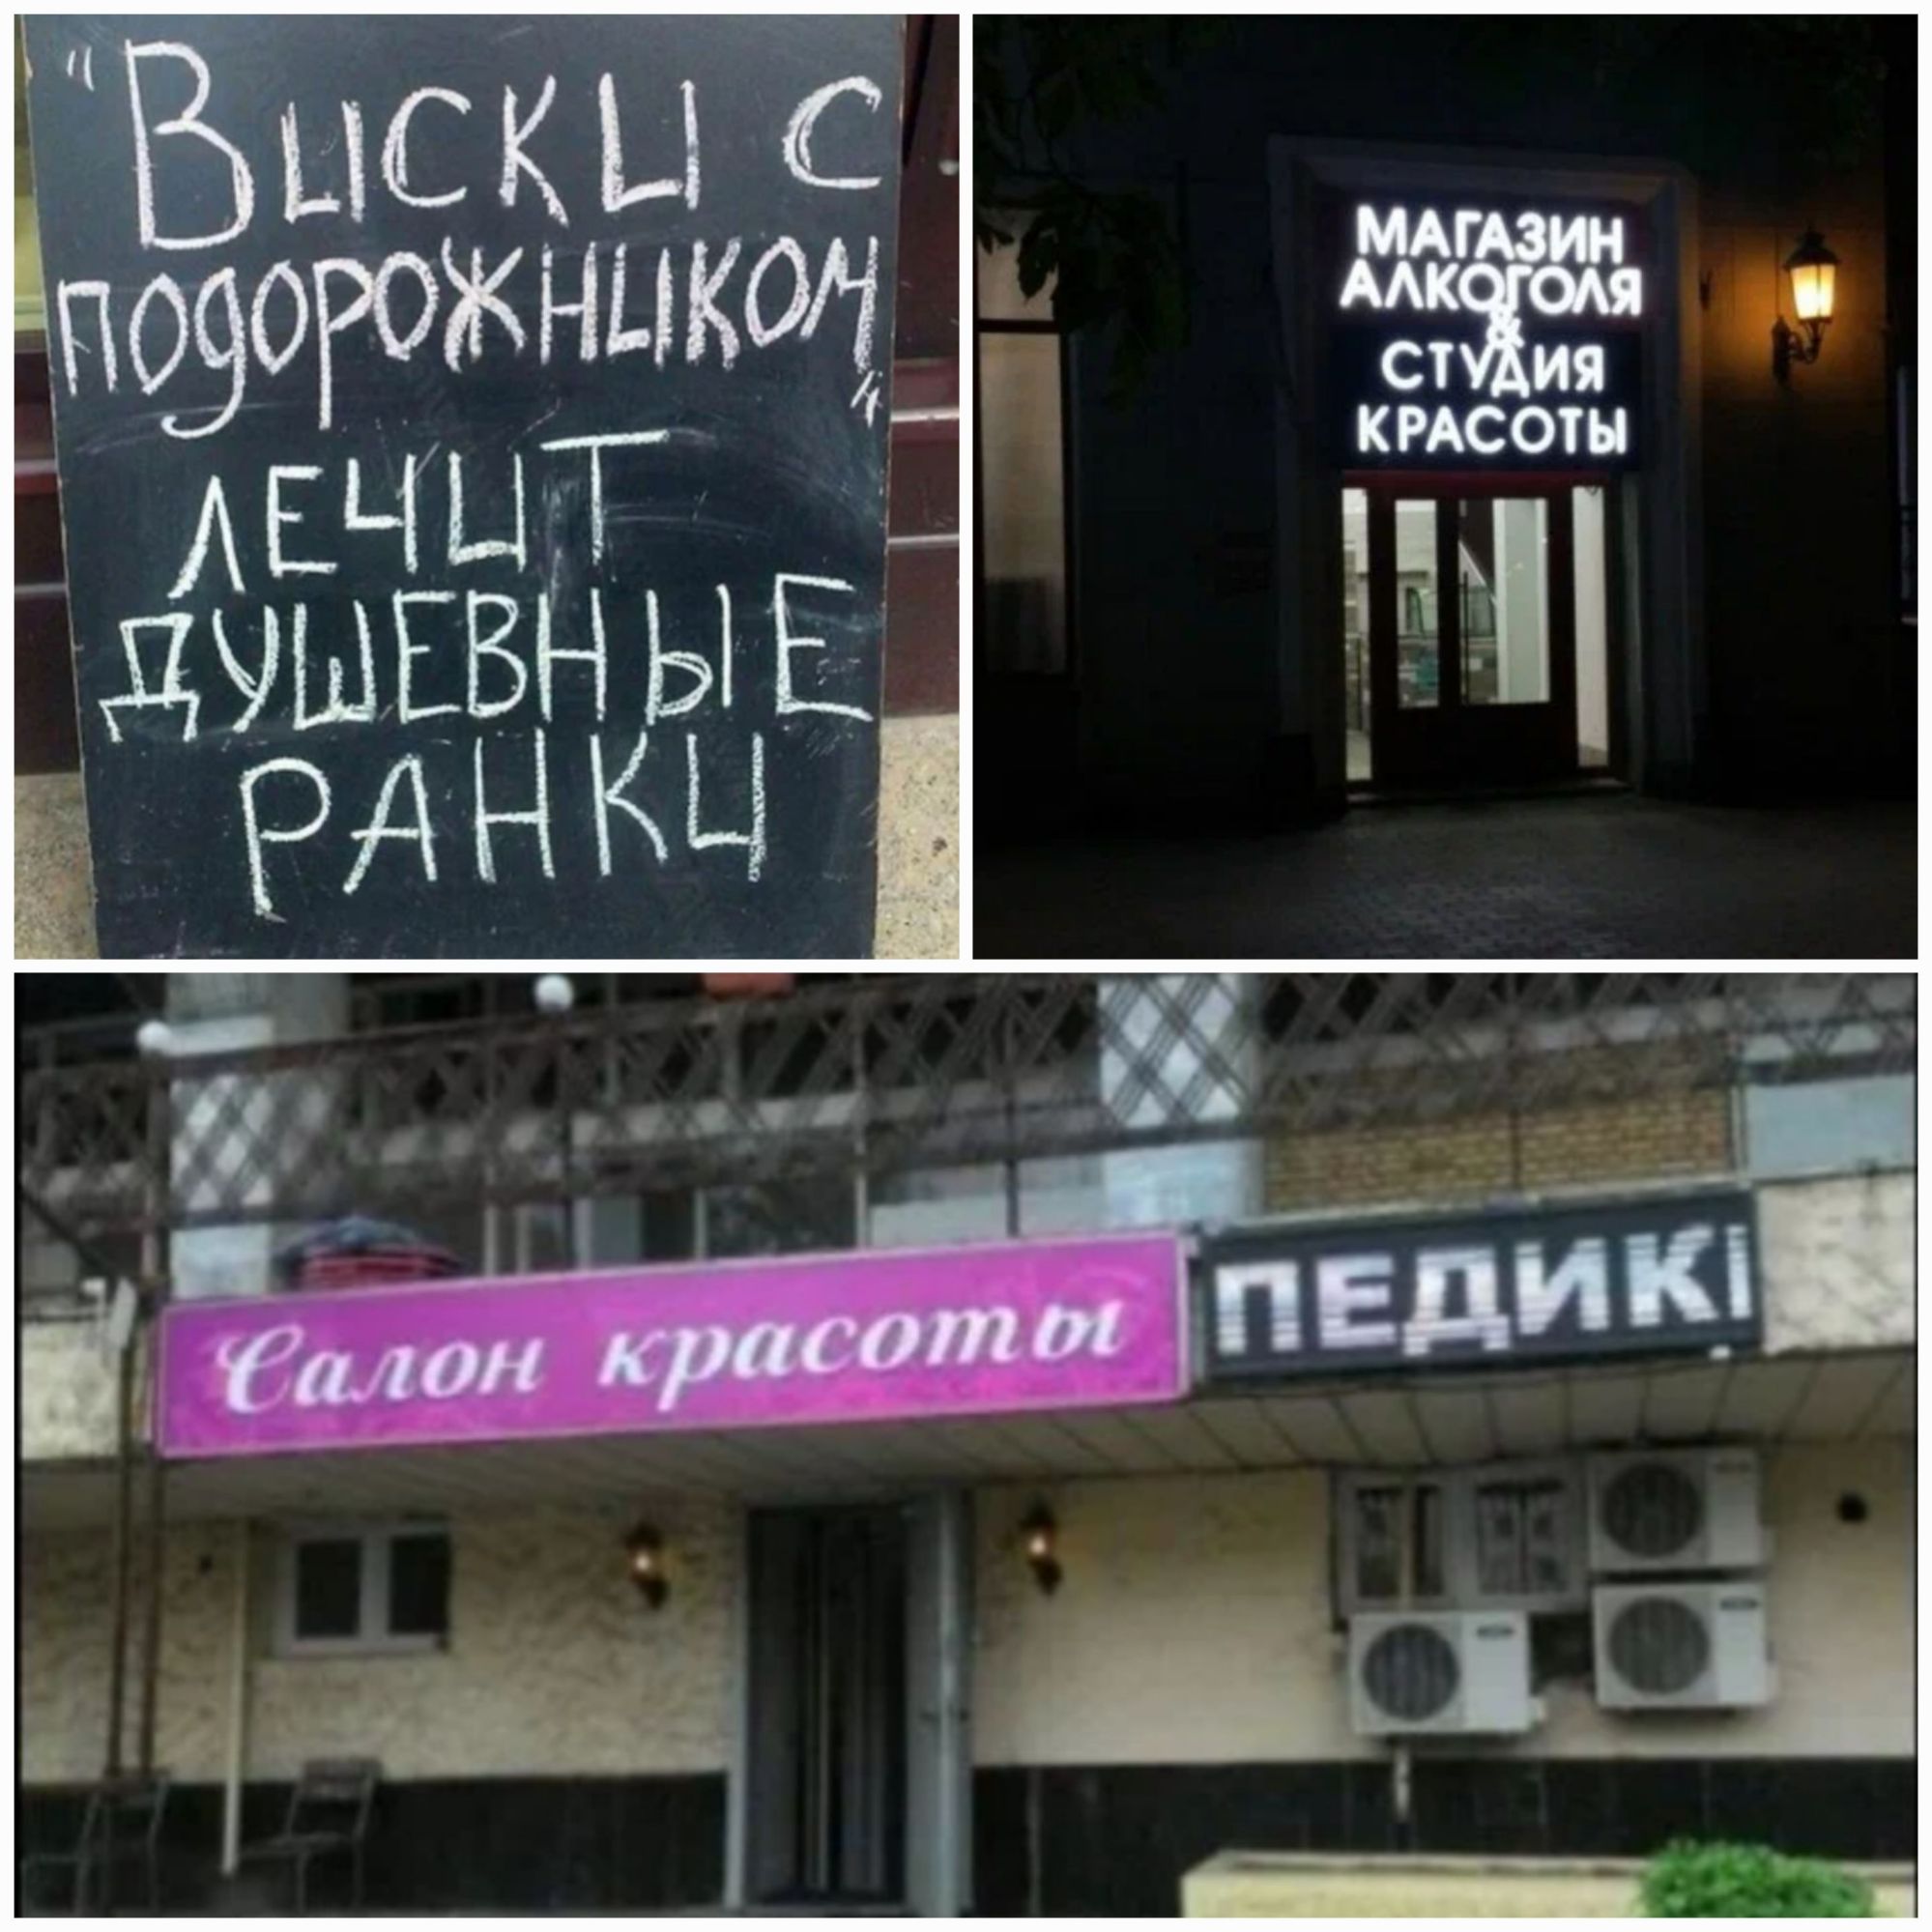 "Виски с
подорожником"
лечит
душевные
ранки
МАГАЗИН
АЛКОГОЛЯ
&
СТУДИЯ
КРАСОТЫ
Салон красоты
ПЕДИКІ